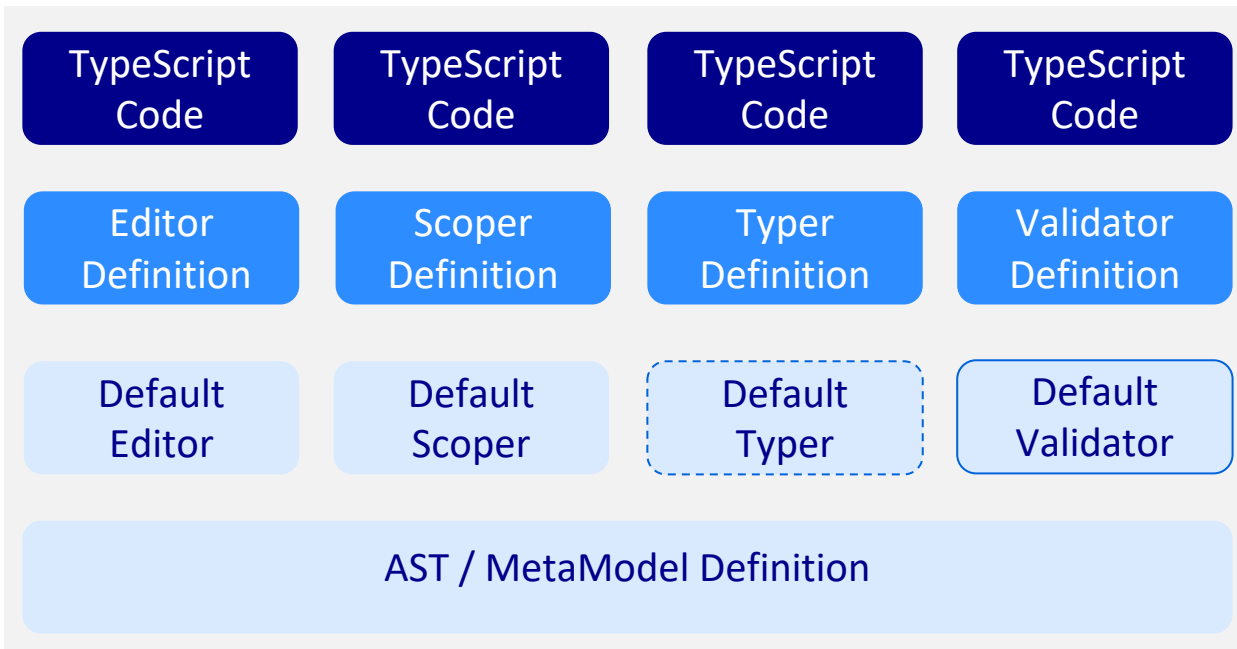 TypeScript
Code
TypeScript
Code
TypeScript
Code
TypeScript
Code
Editor
Definition
Scoper
Definition
Typer
Definition
Validator
Definition
Default
Editor
Default
Scoper
Default
Typer
Default
Validator
AST / MetaModel Definition